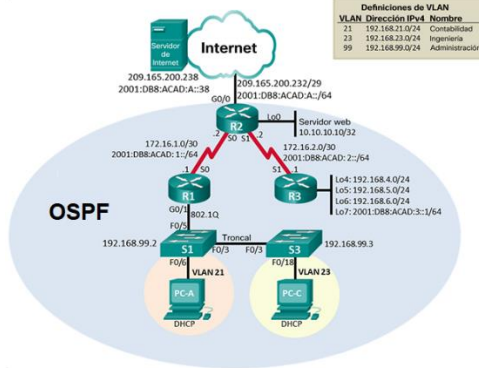 Definiciones de VLAN
VLAN Dirección IPv4 Nombre
21 192.168.21.0/24 Contabilidad
23 192.168.23.0/24 Ingeniería
99 192.168.99.0/24 Administración
Servidor
de
Internet
Internet
209.165.200.238
2001:DB8:ACAD:A::38
209.165.200.232/29
2001:DB8:ACAD:A::/64
G0/0
Lo0
Servidor web
10.10.10.10/32
R2
.2
S0
S1
.2
172.16.1.0/30
2001:DB8:ACAD: 1::/64
172.16.2.0/30
2001:DB8:ACAD: 2::/64
.1
S0
S1
.1
R1
R3
Lo4: 192.168.4.0/24
Lo5: 192.168.5.0/24
Lo6: 192.168.6.0/24
Lo7: 2001:DB8:ACAD:3::1/64
OSPF
G0/1
802.1Q
F0/5
192.168.99.2
S1
Troncal
F0/3
F0/3
S3
192.168.99.3
F0/6
VLAN 21
F0/18
VLAN 23
PC-A
PC-C
DHCP
DHCP